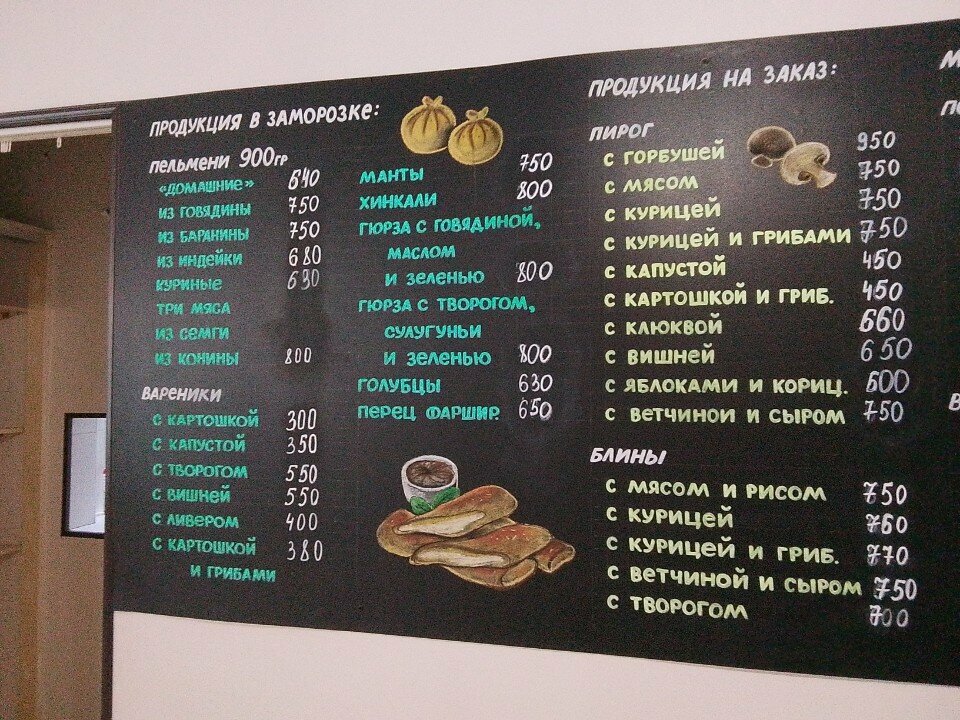 ПРОДУКЦИЯ В ЗАМОРОЗКЕ:
ПЕЛЬМЕНИ 900гр
«ДОМАШНИЕ» 640
ИЗ ГОВЯДИНЫ 750
ИЗ БАРАНИНЫ 750
ИЗ ИНДЕЙКИ 680
КУРИНЫЕ 630
ТРИ МЯСА
ИЗ СЕМГИ
ИЗ КОНИНЫ 800
ВАРЕНИКИ
С КАРТОШКОЙ 300
С КАПУСТОЙ 350
С ТВОРОГОМ 550
С ВИШНЕЙ 550
С ЛИВЕРОМ 400
С КАРТОШКОЙ 380
И ГРИБАМИ
МАНТЫ 750
ХИНКАЛИ 800
ГЮРЗА С ГОВЯДИНОЙ,
МАСЛОМ
И ЗЕЛЕНЬЮ 800
ГЮРЗА С ТВОРОГОМ,
СУЛУГУНЬИ
И ЗЕЛЕНЬЮ 800
ГОЛУБЦЫ 630
ПЕРЕЦ ФАРШИР. 650
ПРОДУКЦИЯ НА ЗАКАЗ:
ПИРОГ
С ГОРБУШЕЙ 950
С МЯСОМ 750
С КУРИЦЕЙ 750
С КУРИЦЕЙ И ГРИБАМИ 750
С КАПУСТОЙ 450
С КАРТОШКОЙ И ГРИБ. 450
С КЛЮКВОЙ 660
С ВИШНЕЙ 650
С ЯБЛОКАМИ И КОРИЦ. 600
С ВЕТЧИНОЙ И СЫРОМ 750
БЛИНЫ
С МЯСОМ И РИСОМ 750
С КУРИЦЕЙ 760
С КУРИЦЕЙ И ГРИБ. 770
С ВЕТЧИНОЙ И СЫРОМ 750
С ТВОРОГОМ 700